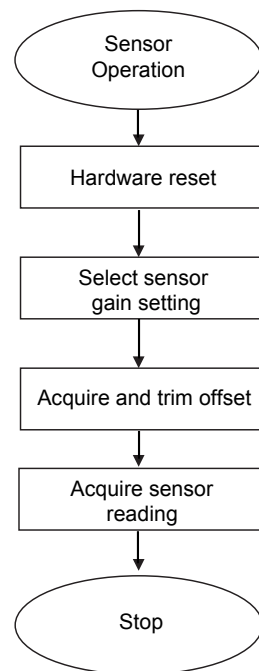 Sensor
Operation
Hardware reset
Select sensor
gain setting
Acquire and trim offset
Acquire sensor
reading
Stop